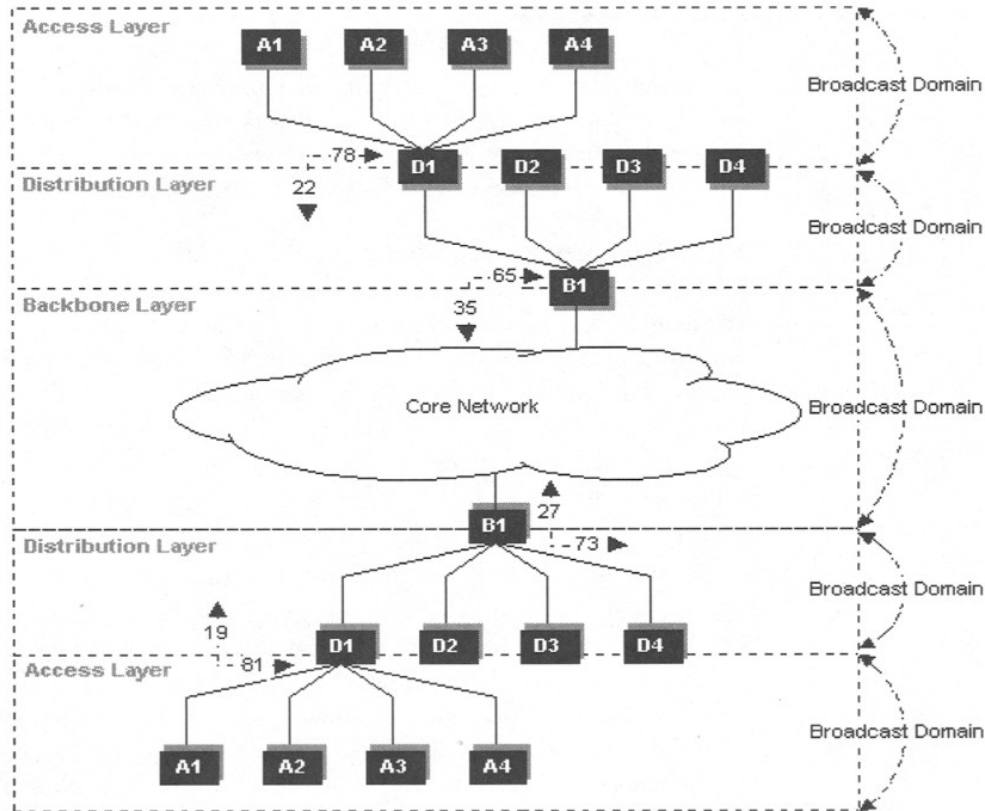 Access Layer
A1 A2 A3 A4
Broadcast Domain
78
D1 D2 D3 D4
Distribution Layer
22
Broadcast Domain
65
B1
Backbone Layer
35
Core Network
Broadcast Domain
27
B1
73
Distribution Layer
Broadcast Domain
19
D1 D2 D3 D4
81
Access Layer
Broadcast Domain
A1 A2 A3 A4